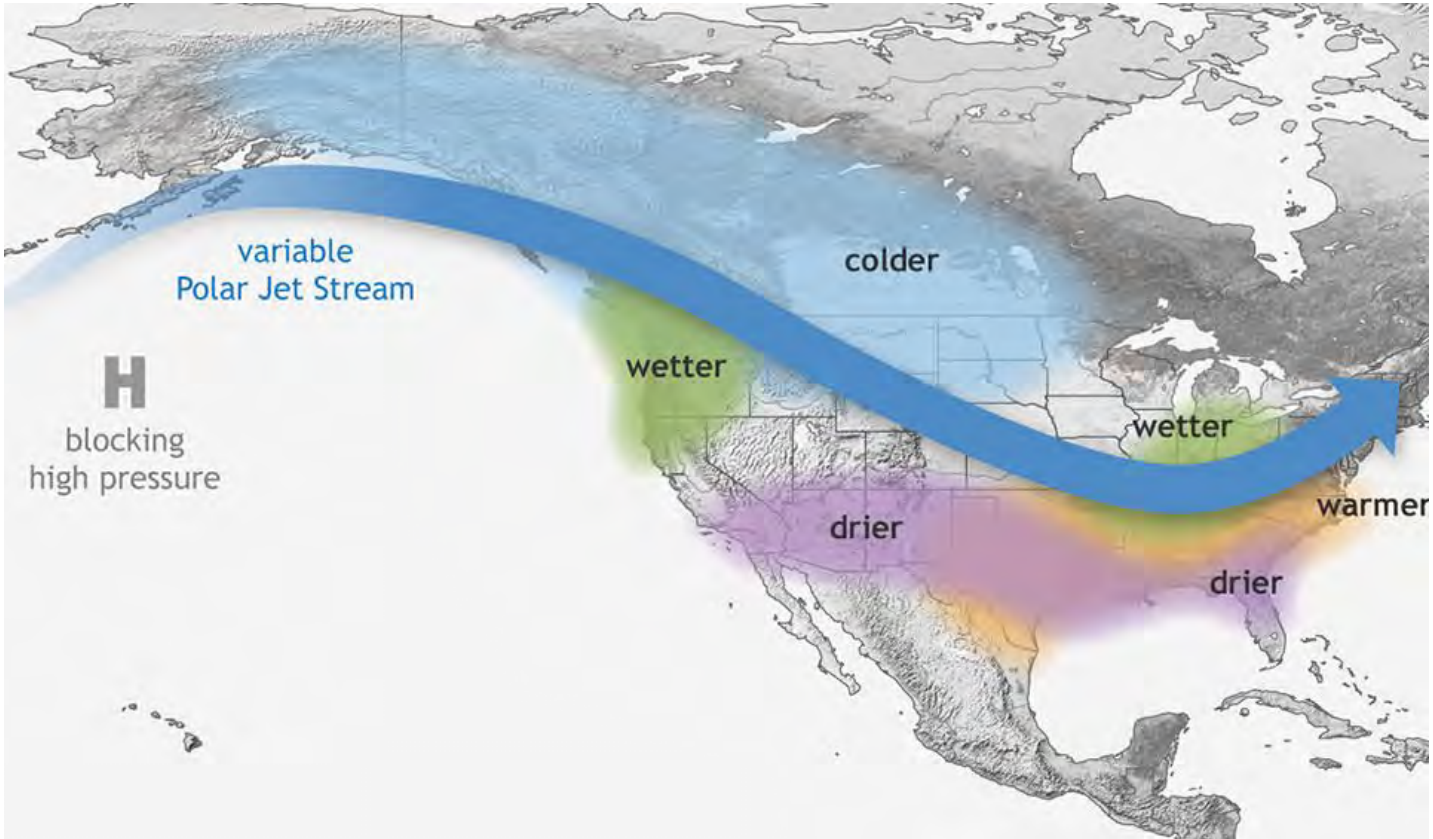 variable
Polar Jet Stream
colder
H
blocking
high pressure
wetter
wetter
warmer
drier
drier